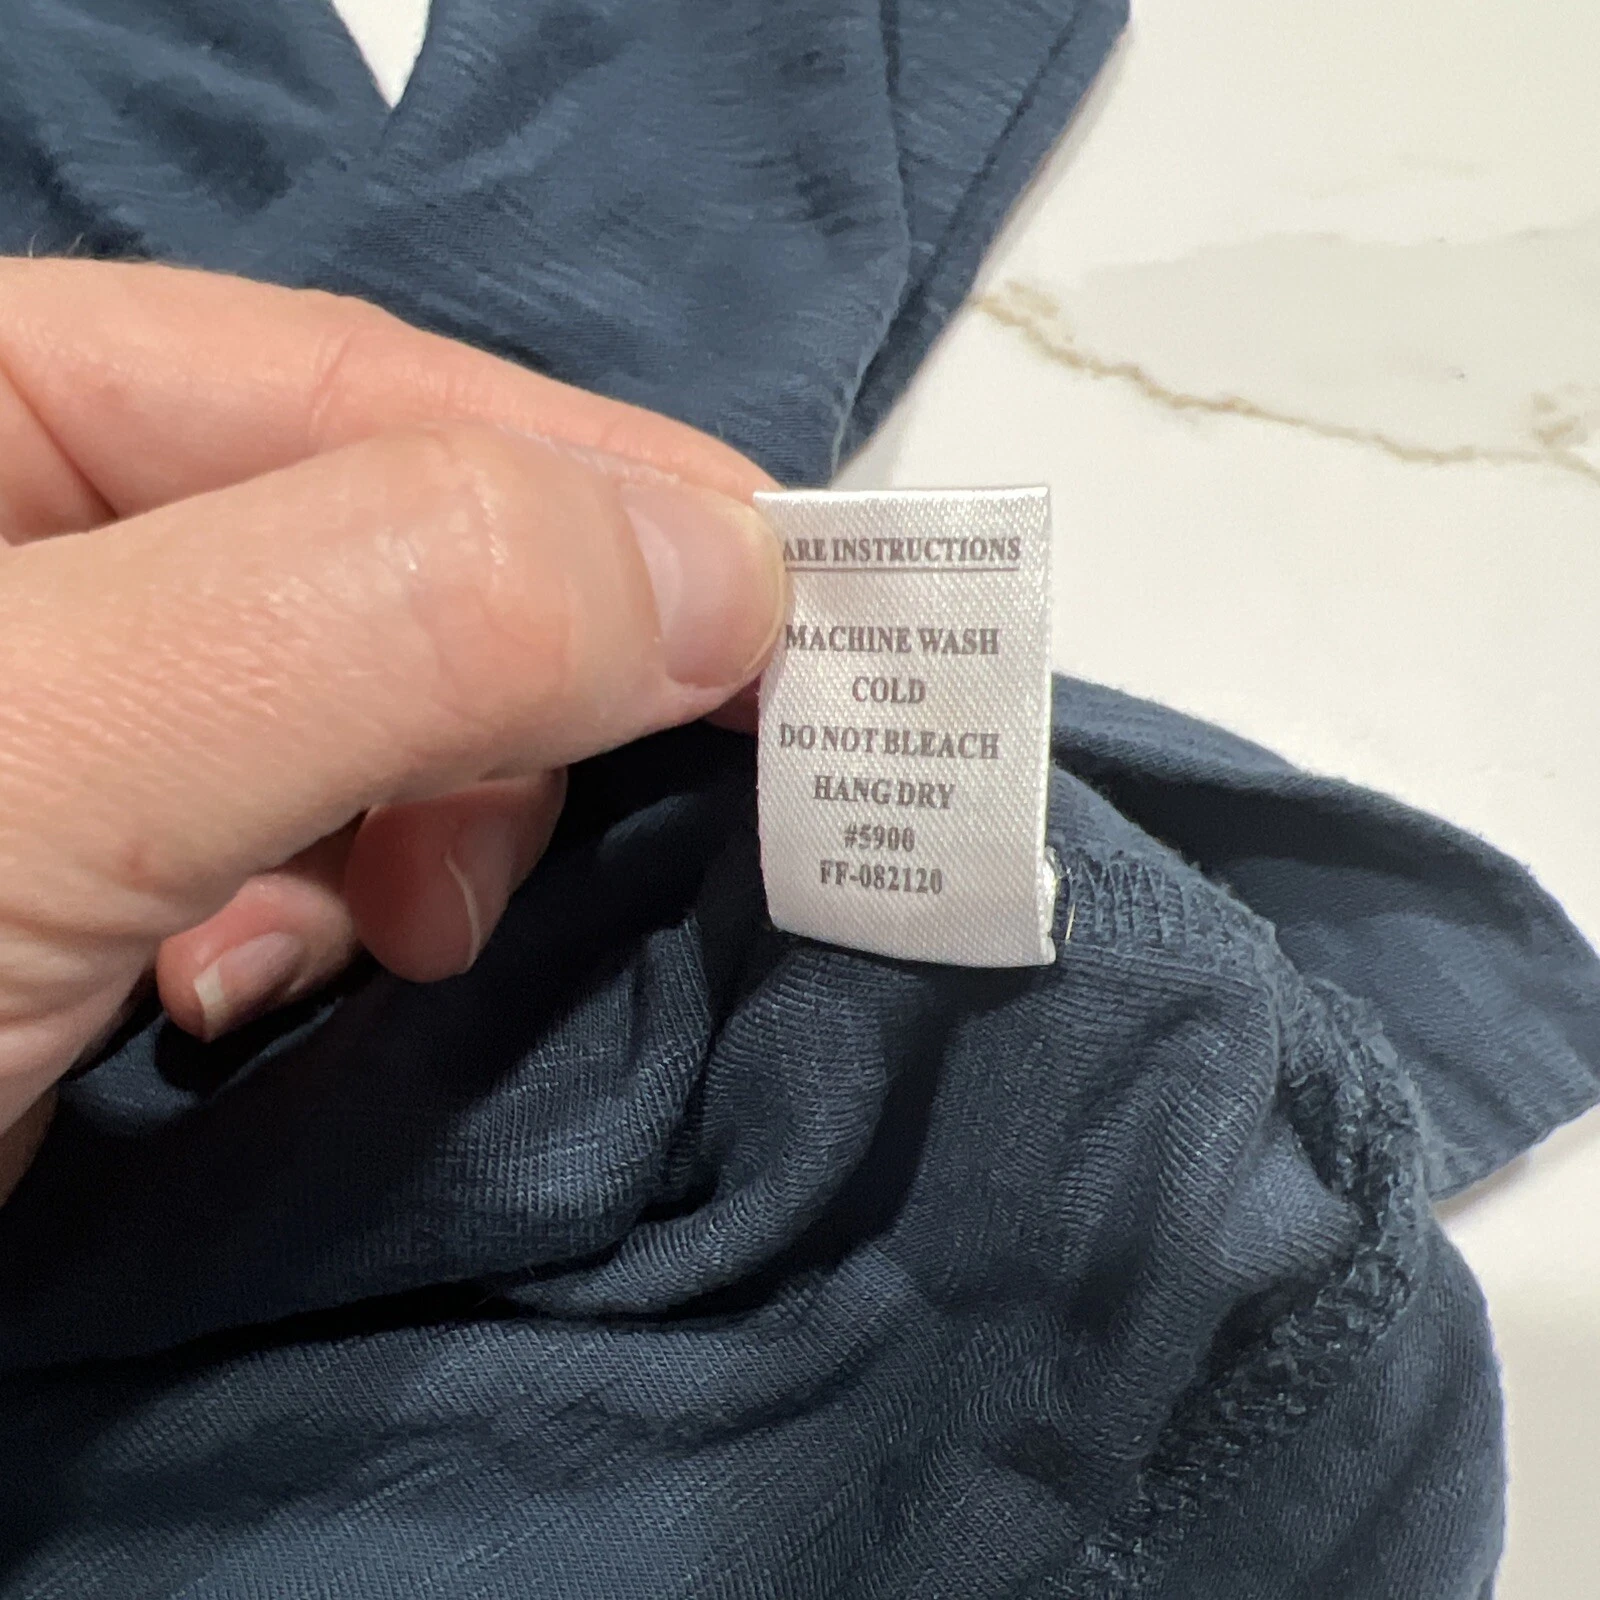 ARE INSTRUCTIONS
MACHINE WASH
COLD
DO NOT BLEACH
HANG DRY
#5900
FF-082120